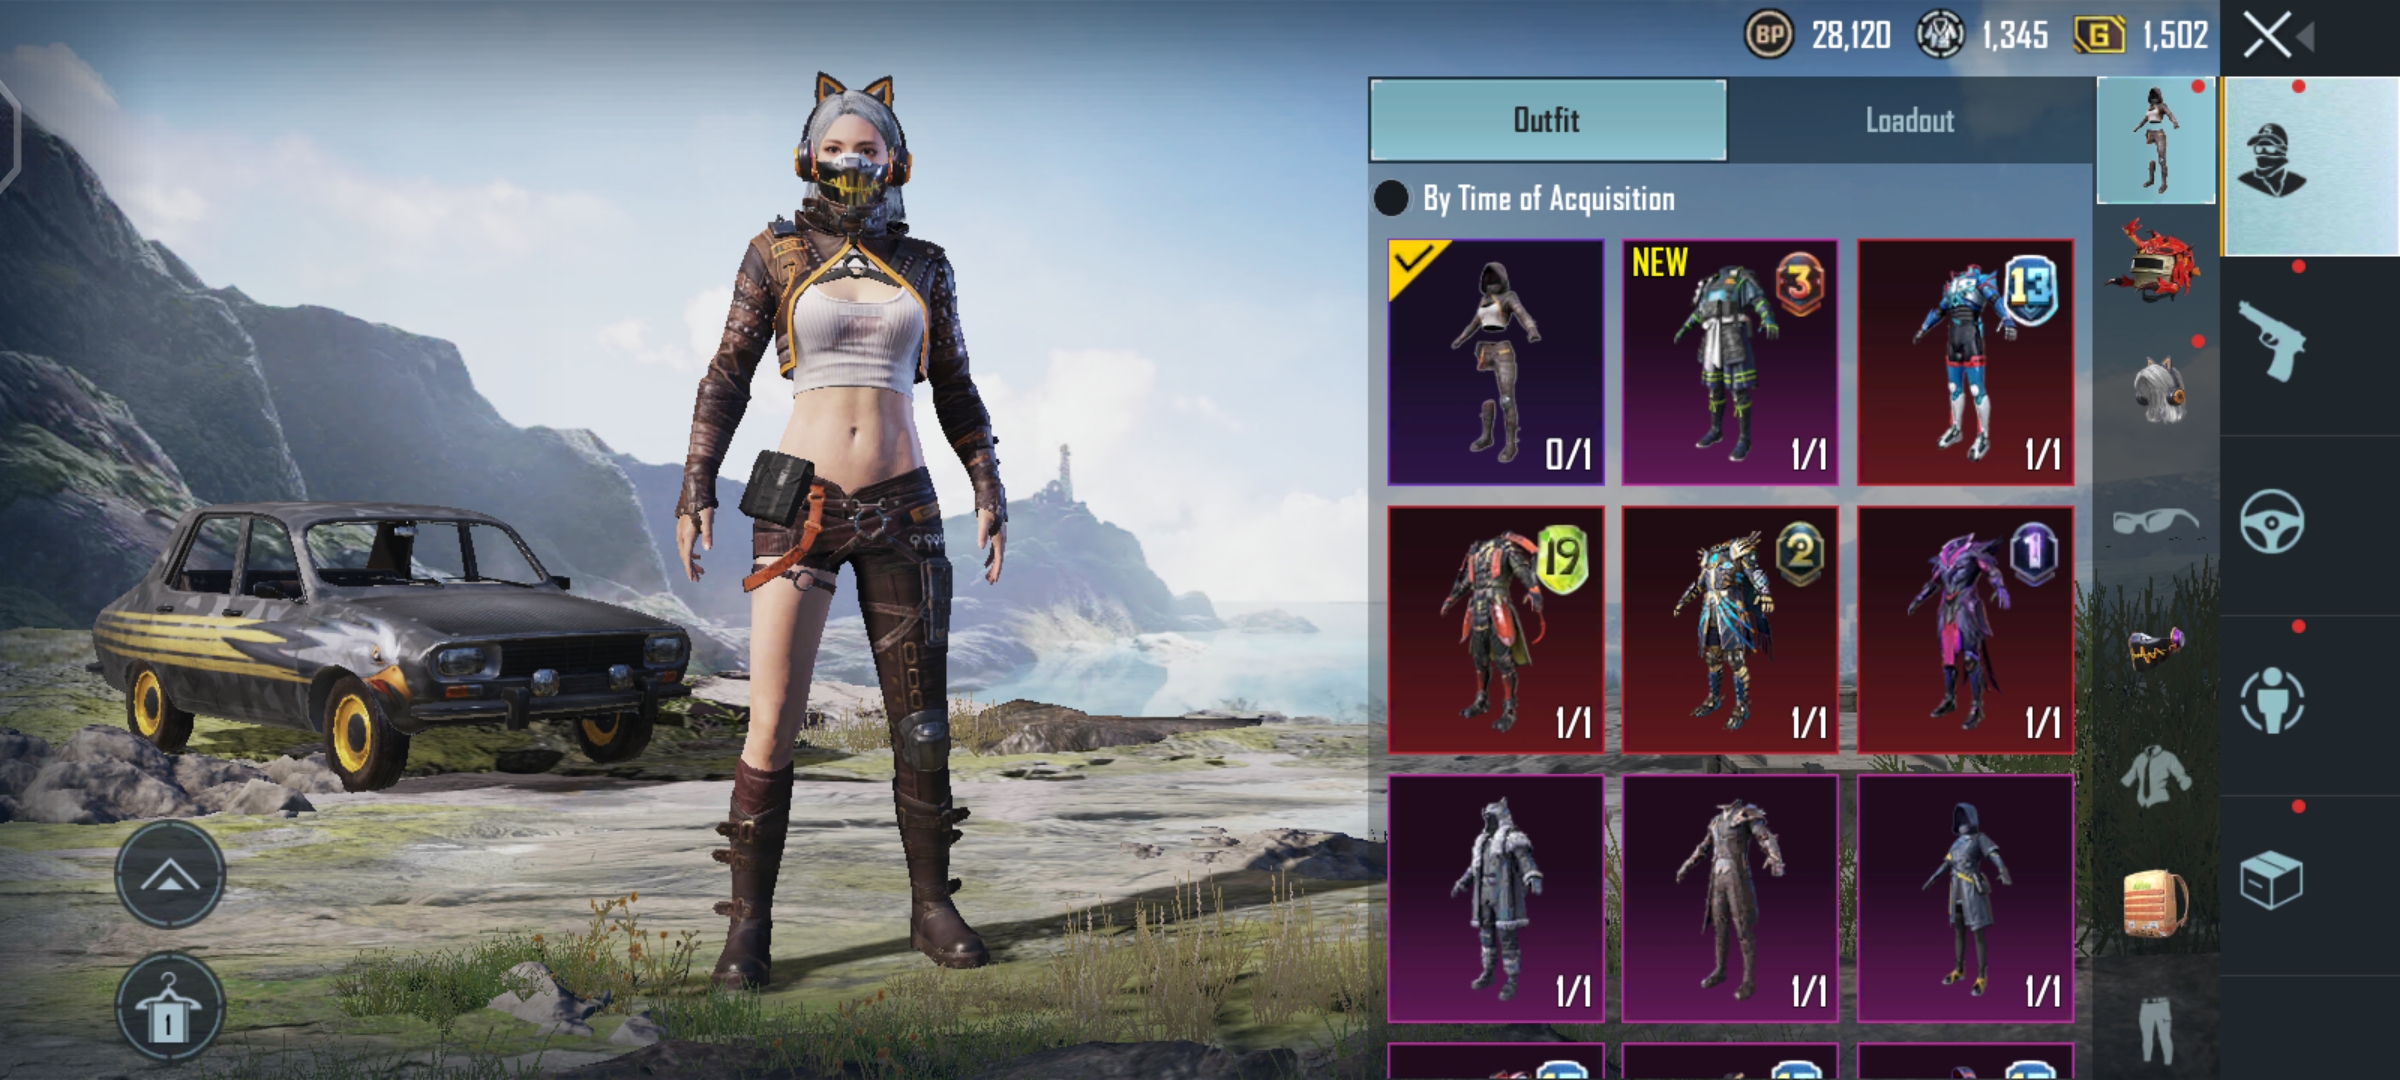 BP 28,120 1,345 G 1,502
Outfit Loadout
By Time of Acquisition
0/1
NEW 3 1/1
13 1/1
19 1/1
2 1/1
1 1/1
1/1
1/1
1/1
1